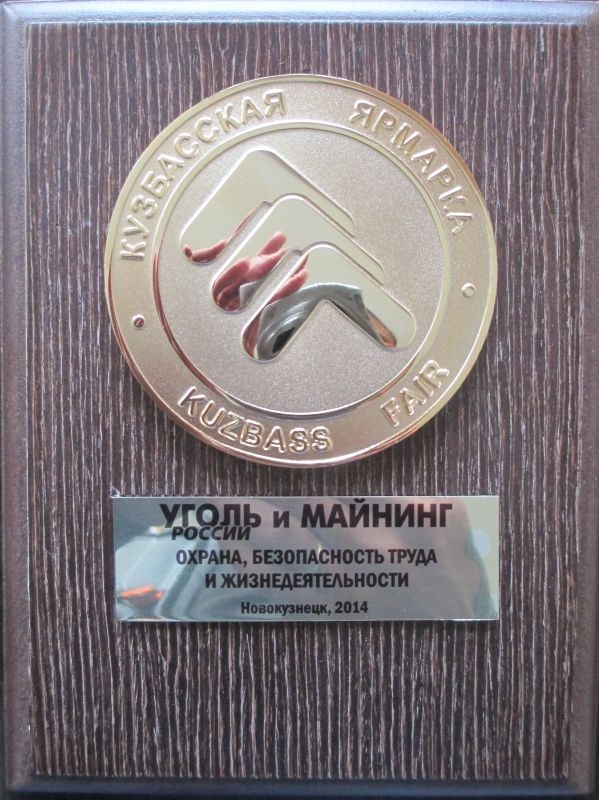 КУЗБАССКАЯ ЯРМАРКА
KUZBASS FAIR
УГОЛЬ и МАЙНИНГ
РОССИИ
ОХРАНА, БЕЗОПАСНОСТЬ ТРУДА
И ЖИЗНЕДЕЯТЕЛЬНОСТИ
Новокузнецк, 2014